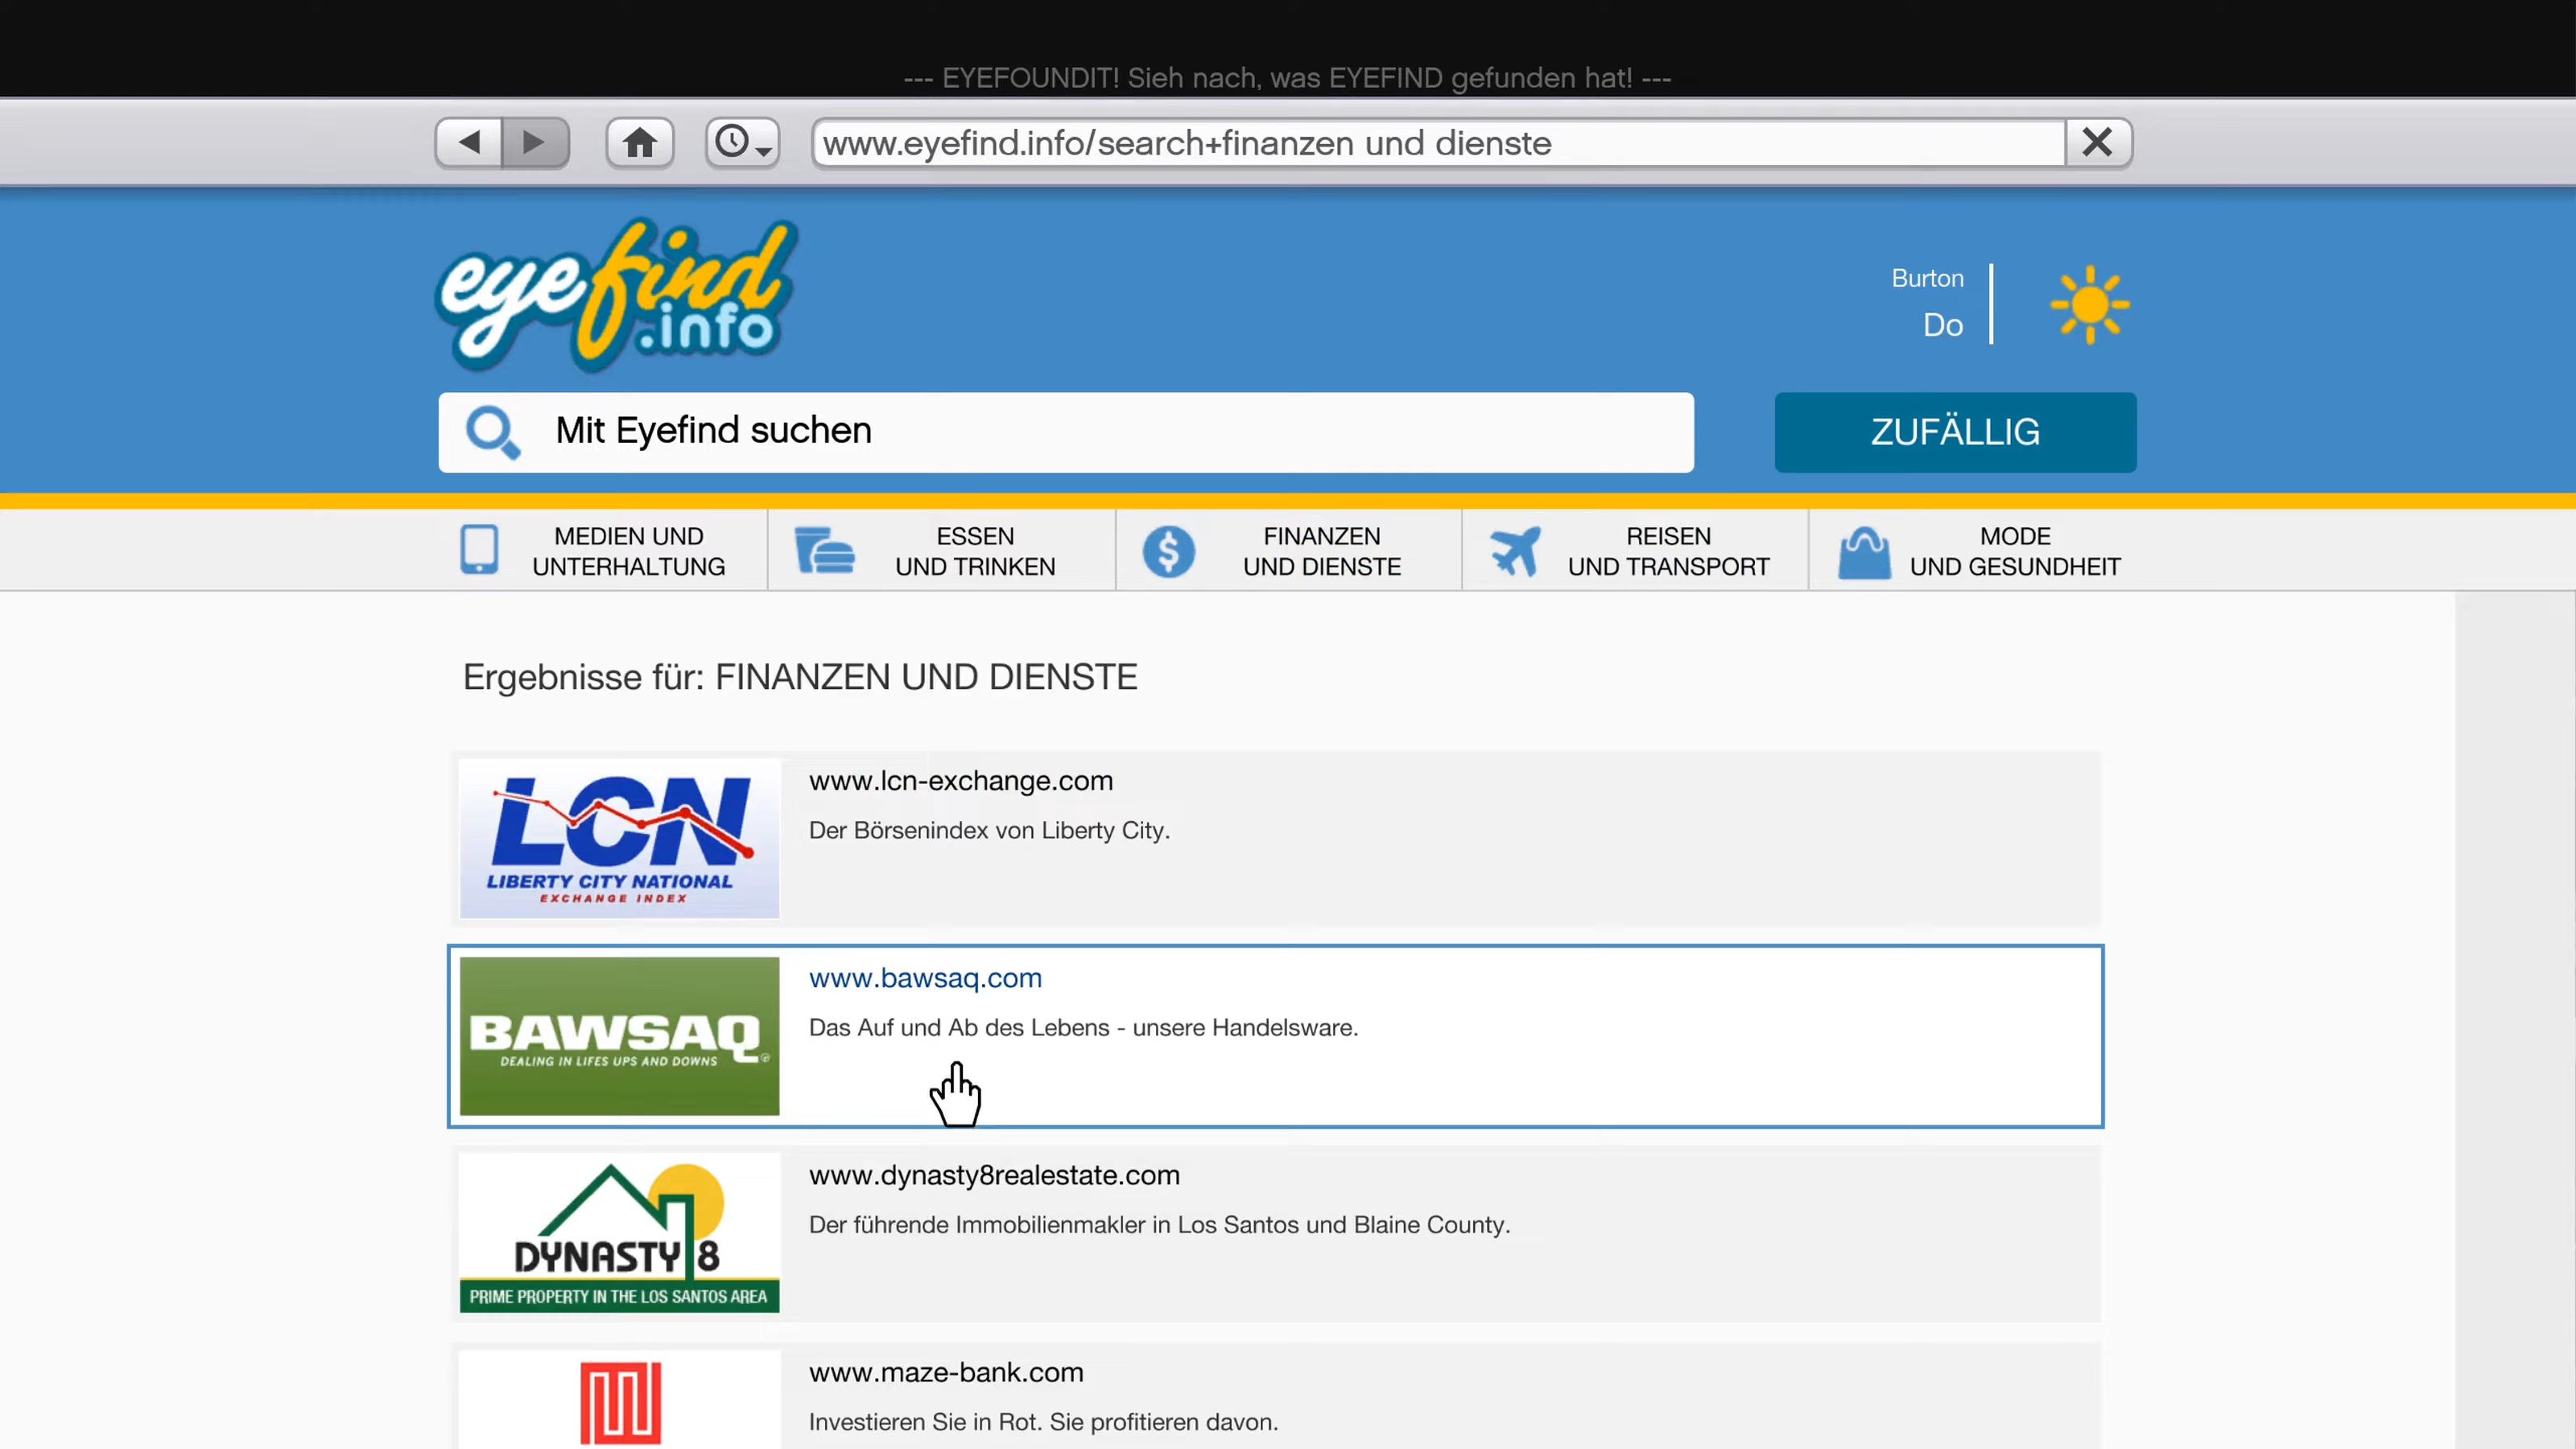 --- EYEFOUNDIT! Sieh nach, was EYEFIND gefunden hat! ---
www.eyefind.info/search+finanzen und dienste
eyefind
.info
Burton
Do
Mit Eyefind suchen
ZUFÄLLIG
MEDIEN UND
UNTERHALTUNG
ESSEN
UND TRINKEN
FINANZEN
UND DIENSTE
REISEN
UND TRANSPORT
MODE
UND GESUNDHEIT
Ergebnisse für: FINANZEN UND DIENSTE
LCN
LIBERTY CITY NATIONAL
EXCHANGE INDEX
www.lcn-exchange.com
Der Börsenindex von Liberty City.
BAWSAQ
DEALING IN LIFES UPS AND DOWNS
www.bawsaq.com
Das Auf und Ab des Lebens - unsere Handelsware.
DYNASTY 8
PRIME PROPERTY IN THE LOS SANTOS AREA
www.dynasty8realestate.com
Der führende Immobilienmakler in Los Santos und Blaine County.
www.maze-bank.com
Investieren Sie in Rot. Sie profitieren davon.